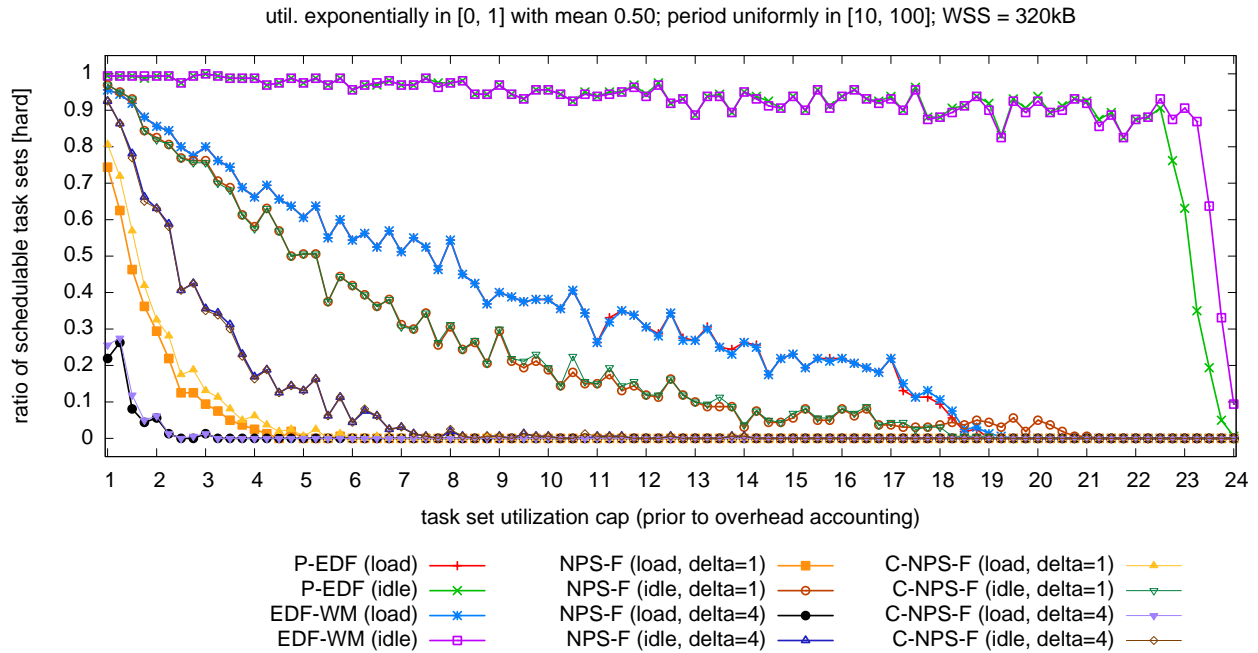 util. exponentially in [0, 1] with mean 0.50; period uniformly in [10, 100]; WSS = 320kB
ratio of schedulable task sets [hard]
1
0.9
0.8
0.7
0.6
0.5
0.4
0.3
0.2
0.1
0
1 2 3 4 5 6 7 8 9 10 11 12 13 14 15 16 17 18 19 20 21 22 23 24
task set utilization cap (prior to overhead accounting)
P-EDF (load)
P-EDF (idle)
EDF-WM (load)
EDF-WM (idle)
NPS-F (load, delta=1)
NPS-F (idle, delta=1)
NPS-F (load, delta=4)
NPS-F (idle, delta=4)
C-NPS-F (load, delta=1)
C-NPS-F (idle, delta=1)
C-NPS-F (load, delta=4)
C-NPS-F (idle, delta=4)